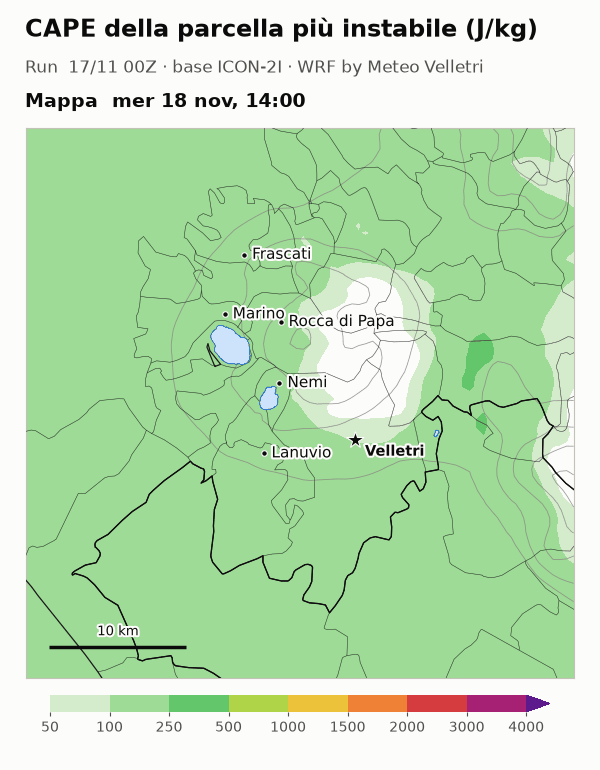 CAPE della parcella più instabile (J/kg)
Run  17/11 00Z · base ICON-2I · WRF by Meteo Velletri
Mappa  mer 18 nov, 14:00
Frascati
Marino
Rocca di Papa
Nemi
Lanuvio
Velletri
10 km
50 100 250 500 1000 1500 2000 3000 4000